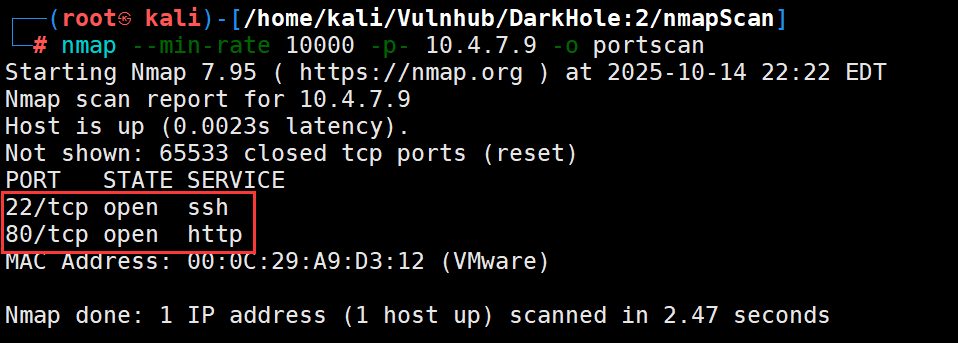 ┌──(root㉿ kali)-[/home/kali/Vulnhub/DarkHole:2/nmapScan]
└─# nmap --min-rate 10000 -p- 10.4.7.9 -o portscan
Starting Nmap 7.95 ( https://nmap.org ) at 2025-10-14 22:22 EDT
Nmap scan report for 10.4.7.9
Host is up (0.0023s latency).
Not shown: 65533 closed tcp ports (reset)
PORT   STATE SERVICE
22/tcp open  ssh
80/tcp open  http
MAC Address: 00:0C:29:A9:D3:12 (VMware)

Nmap done: 1 IP address (1 host up) scanned in 2.47 seconds